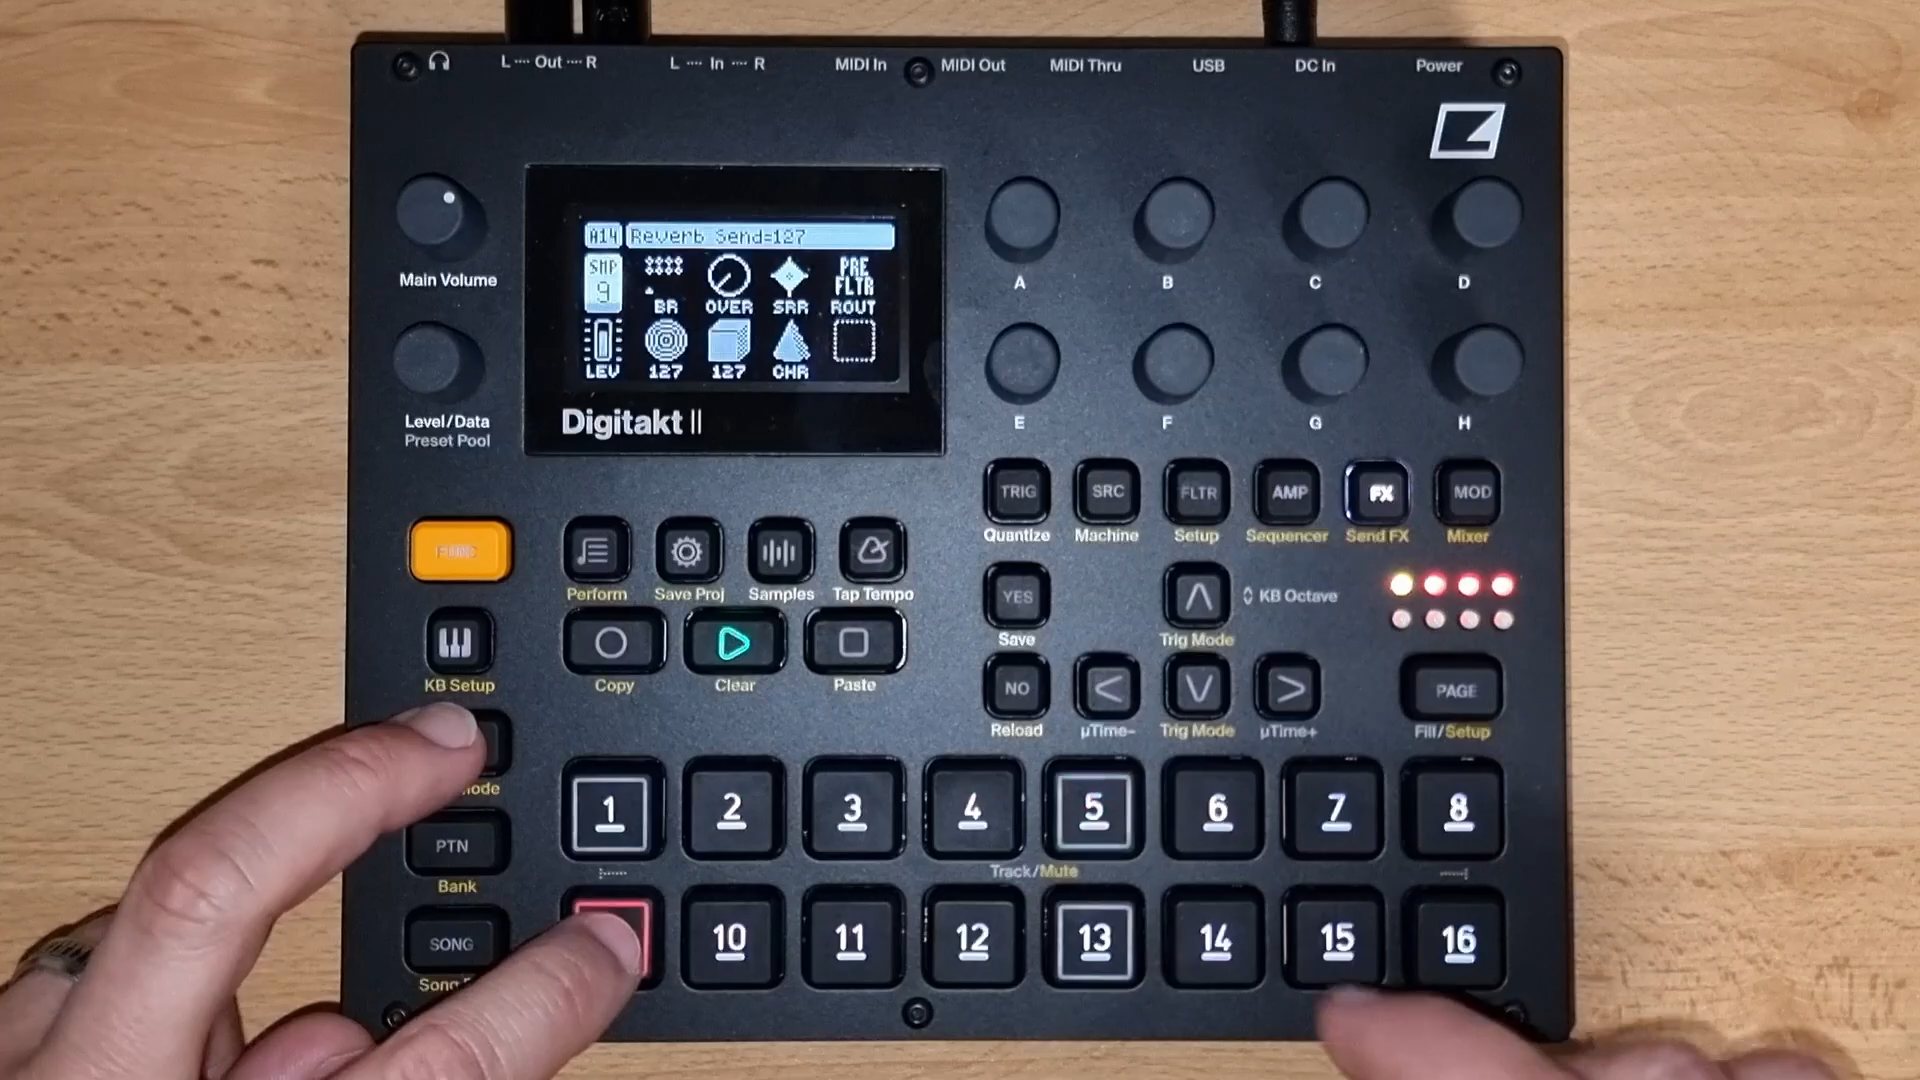 L ···· Out ···· R
L ···· In ···· R
MIDI In
MIDI Out
MIDI Thru
USB
DC In
Power
Main Volume
Level/Data
Preset Pool
A14 Reverb Send=127
SMP
9
BR OVER SRR PRE FLTR ROUT
LEV 127 127 CHR
Digitakt II
A B C D
E F G H
TRIG SRC FLTR AMP FX MOD
Quantize Machine Setup Sequencer Send FX Mixer
FUNC
Perform Save Proj Samples Tap Tempo
YES
KB Octave
Save
Trig Mode
KB Setup
Copy Clear Paste
NO
PAGE
Reload µTime- Trig Mode µTime+ Fill/Setup
1 2 3 4 5 6 7 8
PTN
Bank
Track/Mute
SONG
Song
10 11 12 13 14 15 16